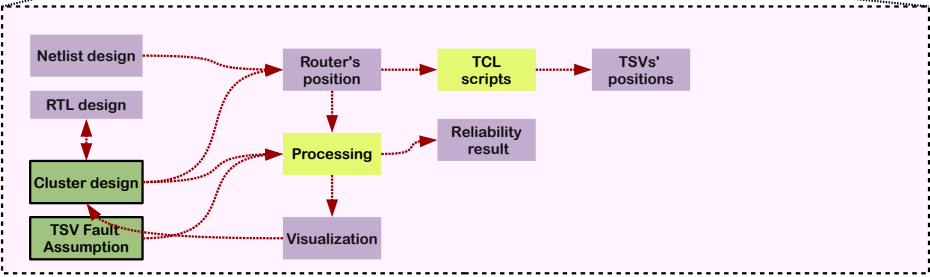 Netlist design
Router's
position
TCL
scripts
TSVs'
positions
RTL design
Processing
Reliability
result
Cluster design
TSV Fault
Assumption
Visualization